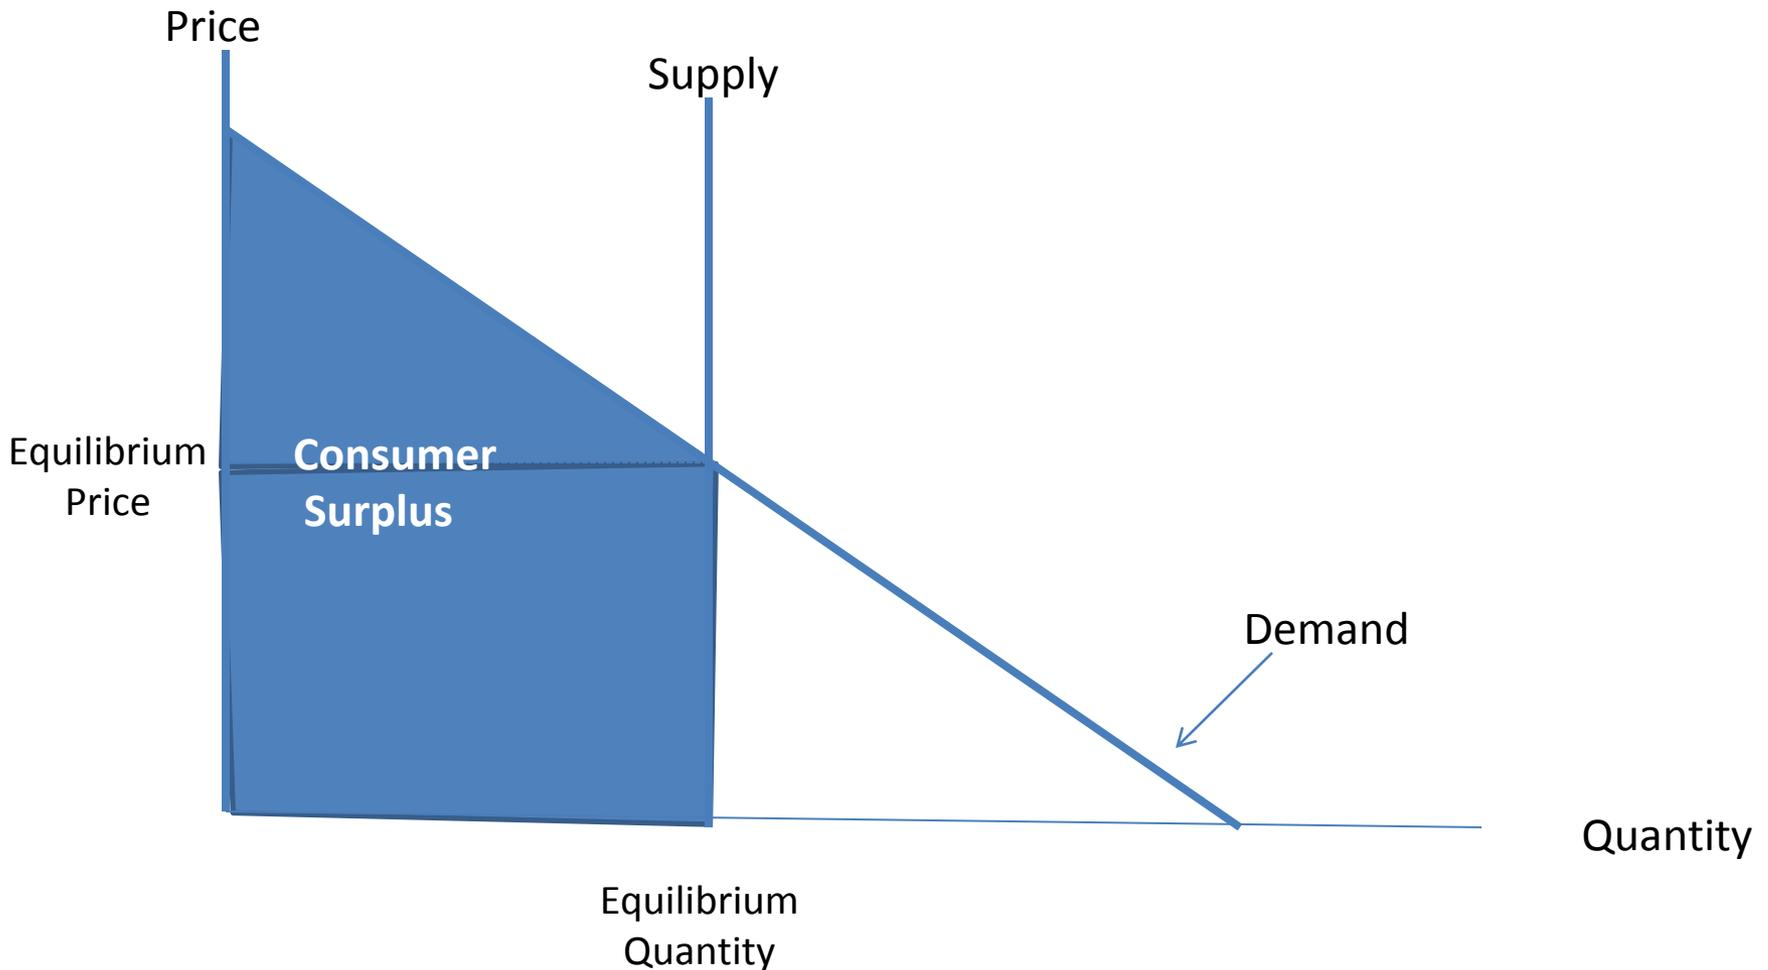 Price
Supply
Equilibrium
Price
Consumer
Surplus
Demand
Quantity
Equilibrium
Quantity